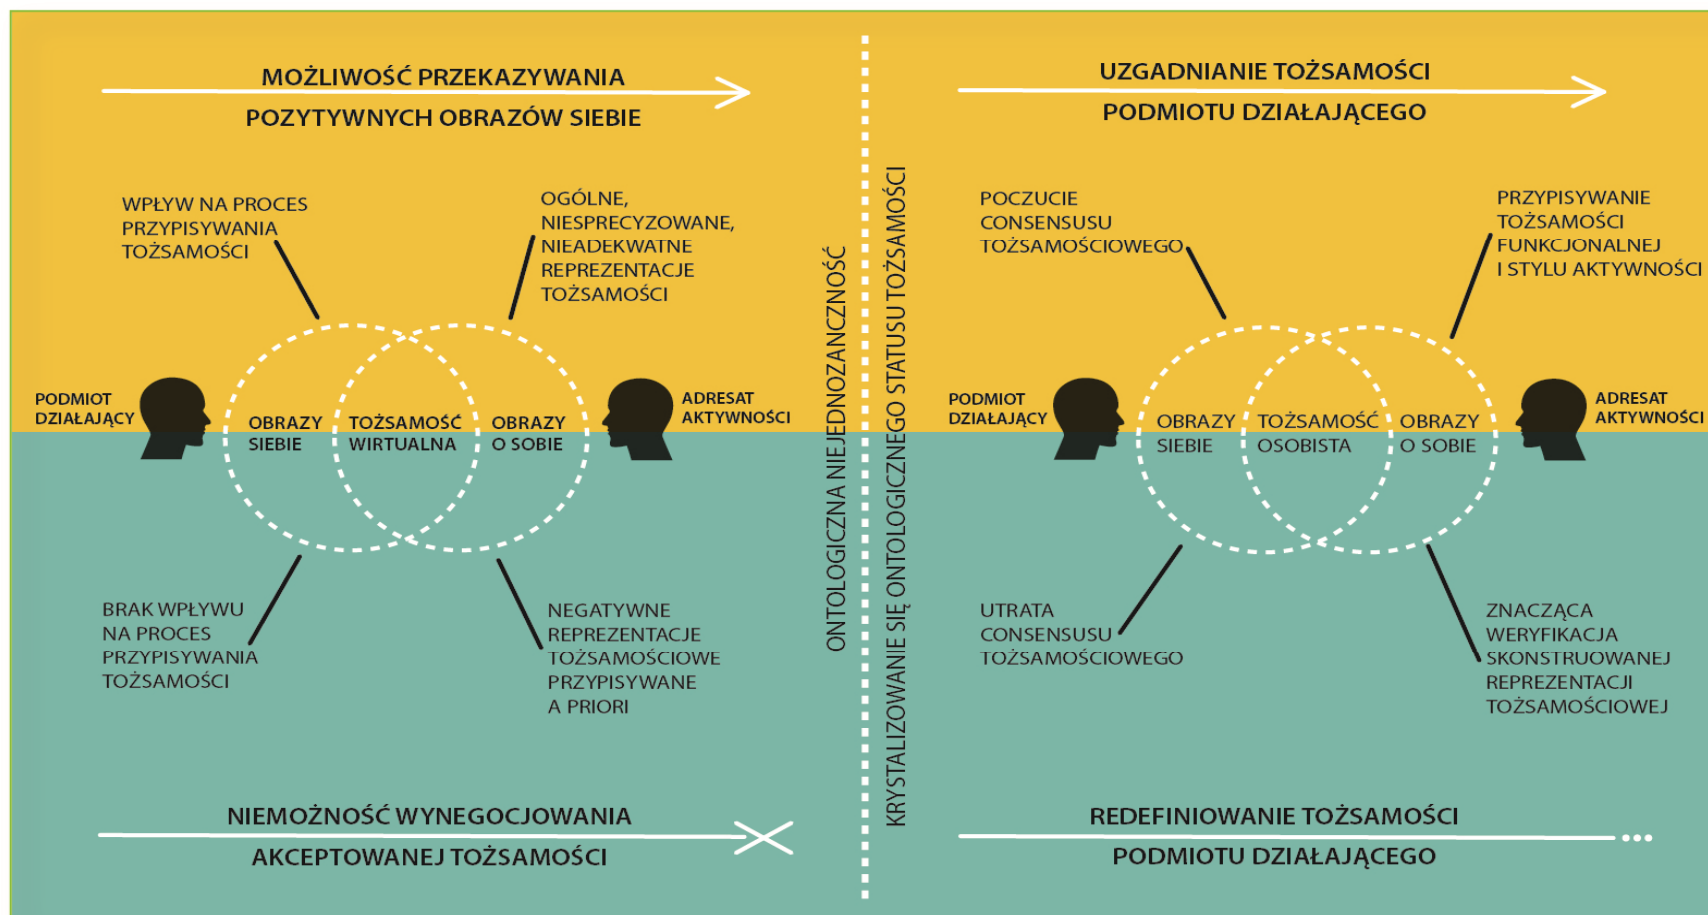 MOŻLIWOŚĆ PRZEKAZYWANIA
POZYTYWNYCH OBRAZÓW SIEBIE
WPŁYW NA PROCES
PRZYPISYWANIA
TOŻSAMOŚCI
OGÓLNE,
NIESPRECYZOWANE,
NIEADEKWATNE
REPREZENTACJE
TOŻSAMOŚCI
PODMIOT
DZIAŁAJĄCY
OBRAZY
SIEBIE
TOŻSAMOŚĆ
WIRTUALNA
OBRAZY
O SOBIE
ADRESAT
AKTYWNOŚCI
BRAK WPŁYWU
NA PROCES
PRZYPISYWANIA
TOŻSAMOŚCI
NEGATYWNE
REPREZENTACJE
TOŻSAMOŚCIOWE
PRZYPISYWANE
A PRIORI
NIEMOŻNOŚĆ WYNEGOCJOWANIA
AKCEPTOWANEJ TOŻSAMOŚCI
ONTOLOGICZNA NIEJEDNOZANCZNOŚĆ
KRYSTALIZOWANIE SIĘ ONTOLOGICZNEGO STATUSU TOŻSAMOŚCI
UZGADNIANIE TOŻSAMOŚCI
PODMIOTU DZIAŁAJĄCEGO
POCZUCIE
CONSENSUSU
TOŻSAMOŚCIOWEGO
PRZYPISYWANIE
TOŻSAMOŚCI
FUNKCJONALNEJ
I STYLU AKTYWNOŚCI
PODMIOT
DZIAŁAJĄCY
OBRAZY
SIEBIE
TOŻSAMOŚĆ
OSOBISTA
OBRAZY
O SOBIE
ADRESAT
AKTYWNOŚCI
UTRATA
CONSENSUSU
TOŻSAMOŚCIOWEGO
ZNACZĄCA
WERYFIKACJA
SKONSTRUOWANEJ
REPREZENTACJI
TOŻSAMOŚCIOWEJ
REDEFINIOWANIE TOŻSAMOŚCI
PODMIOTU DZIAŁAJĄCEGO